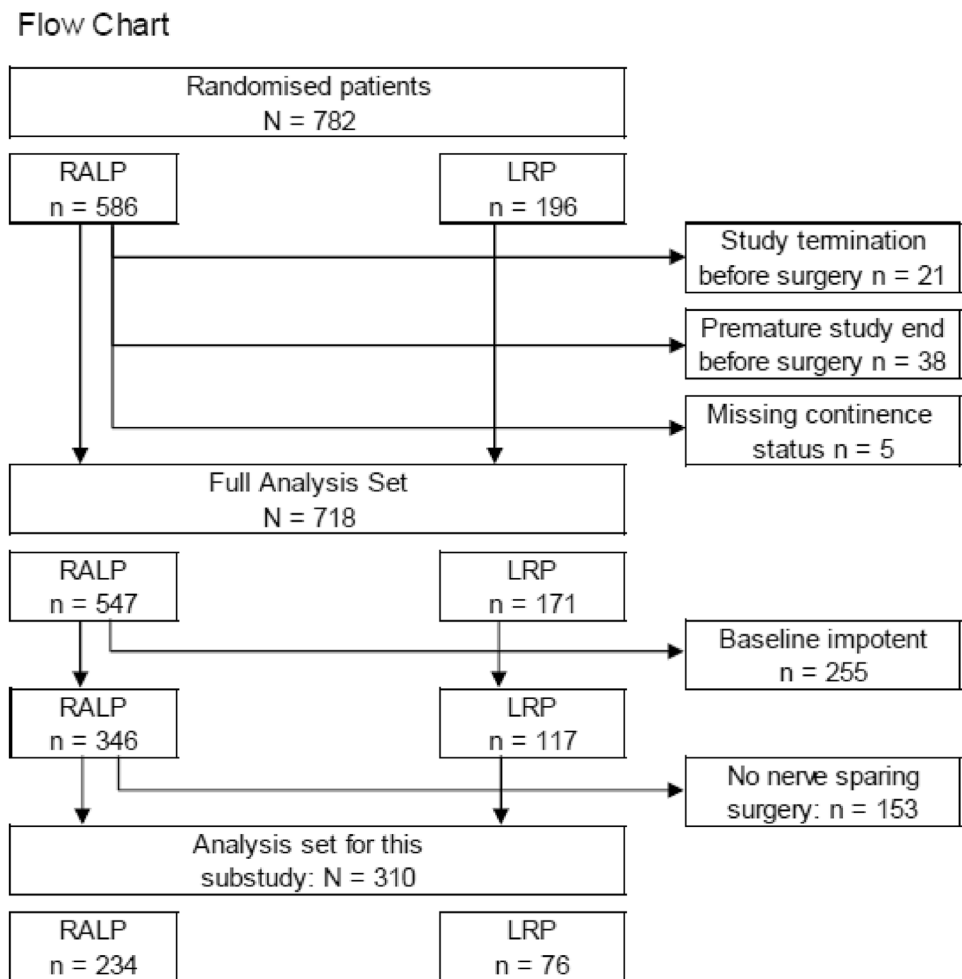 Flow Chart
Randomised patients
N = 782
RALP
n = 586
LRP
n = 196
Study termination
before surgery n = 21
Premature study end
before surgery n = 38
Missing continence
status n = 5
Full Analysis Set
N = 718
RALP
n = 547
LRP
n = 171
Baseline impotent
n = 255
RALP
n = 346
LRP
n = 117
No nerve sparing
surgery: n = 153
Analysis set for this
substudy: N = 310
RALP
n = 234
LRP
n = 76